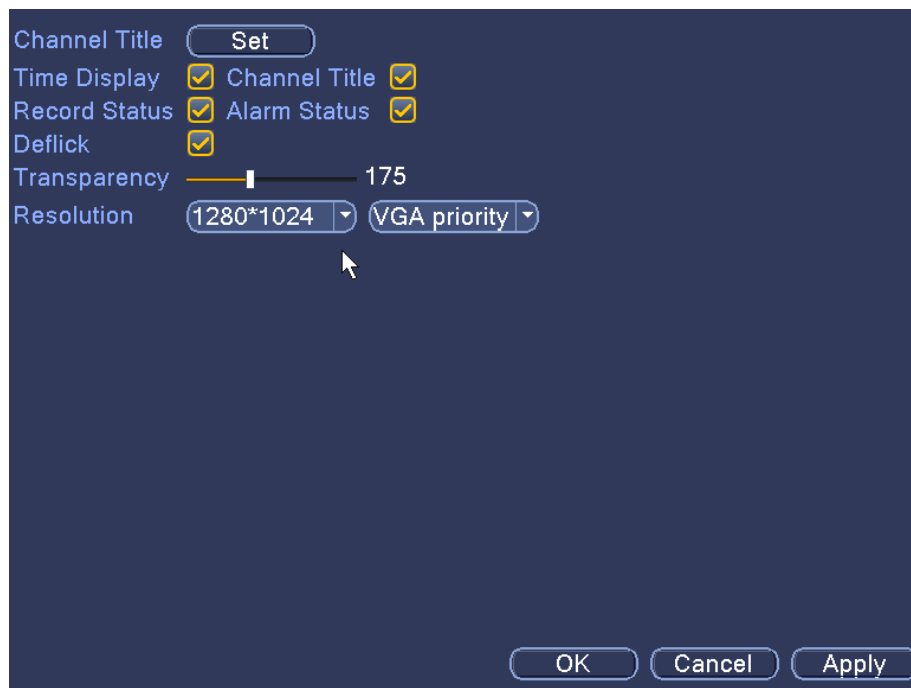 Channel Title Set
Time Display Channel Title
Record Status Alarm Status
Deflick
Transparency 175
Resolution 1280*1024 VGA priority
OK Cancel Apply